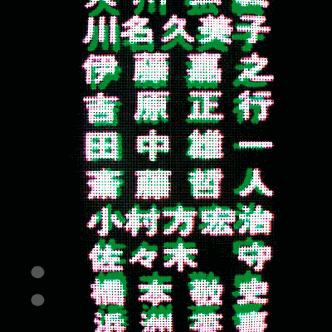 川名久美子
伊藤嘉之
吉原正行
田中雄一
斎藤哲人
小村方宏治
佐々木守
橋本敬史